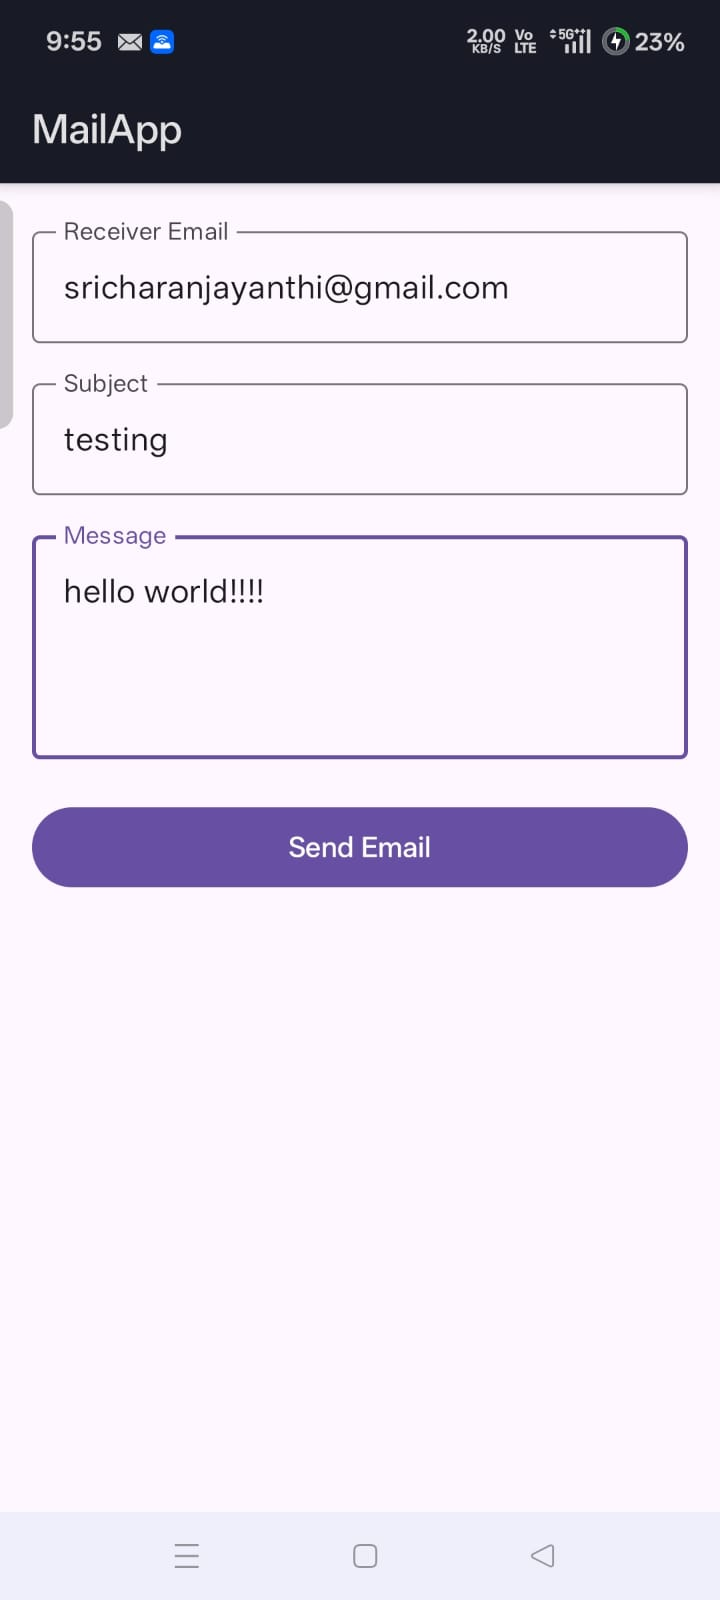 9:55 2.00 KB/S Vo LTE 5G++ 23%
MailApp
Receiver Email
sricharanjayanthi@gmail.com
Subject
testing
Message
hello world!!!!
Send Email